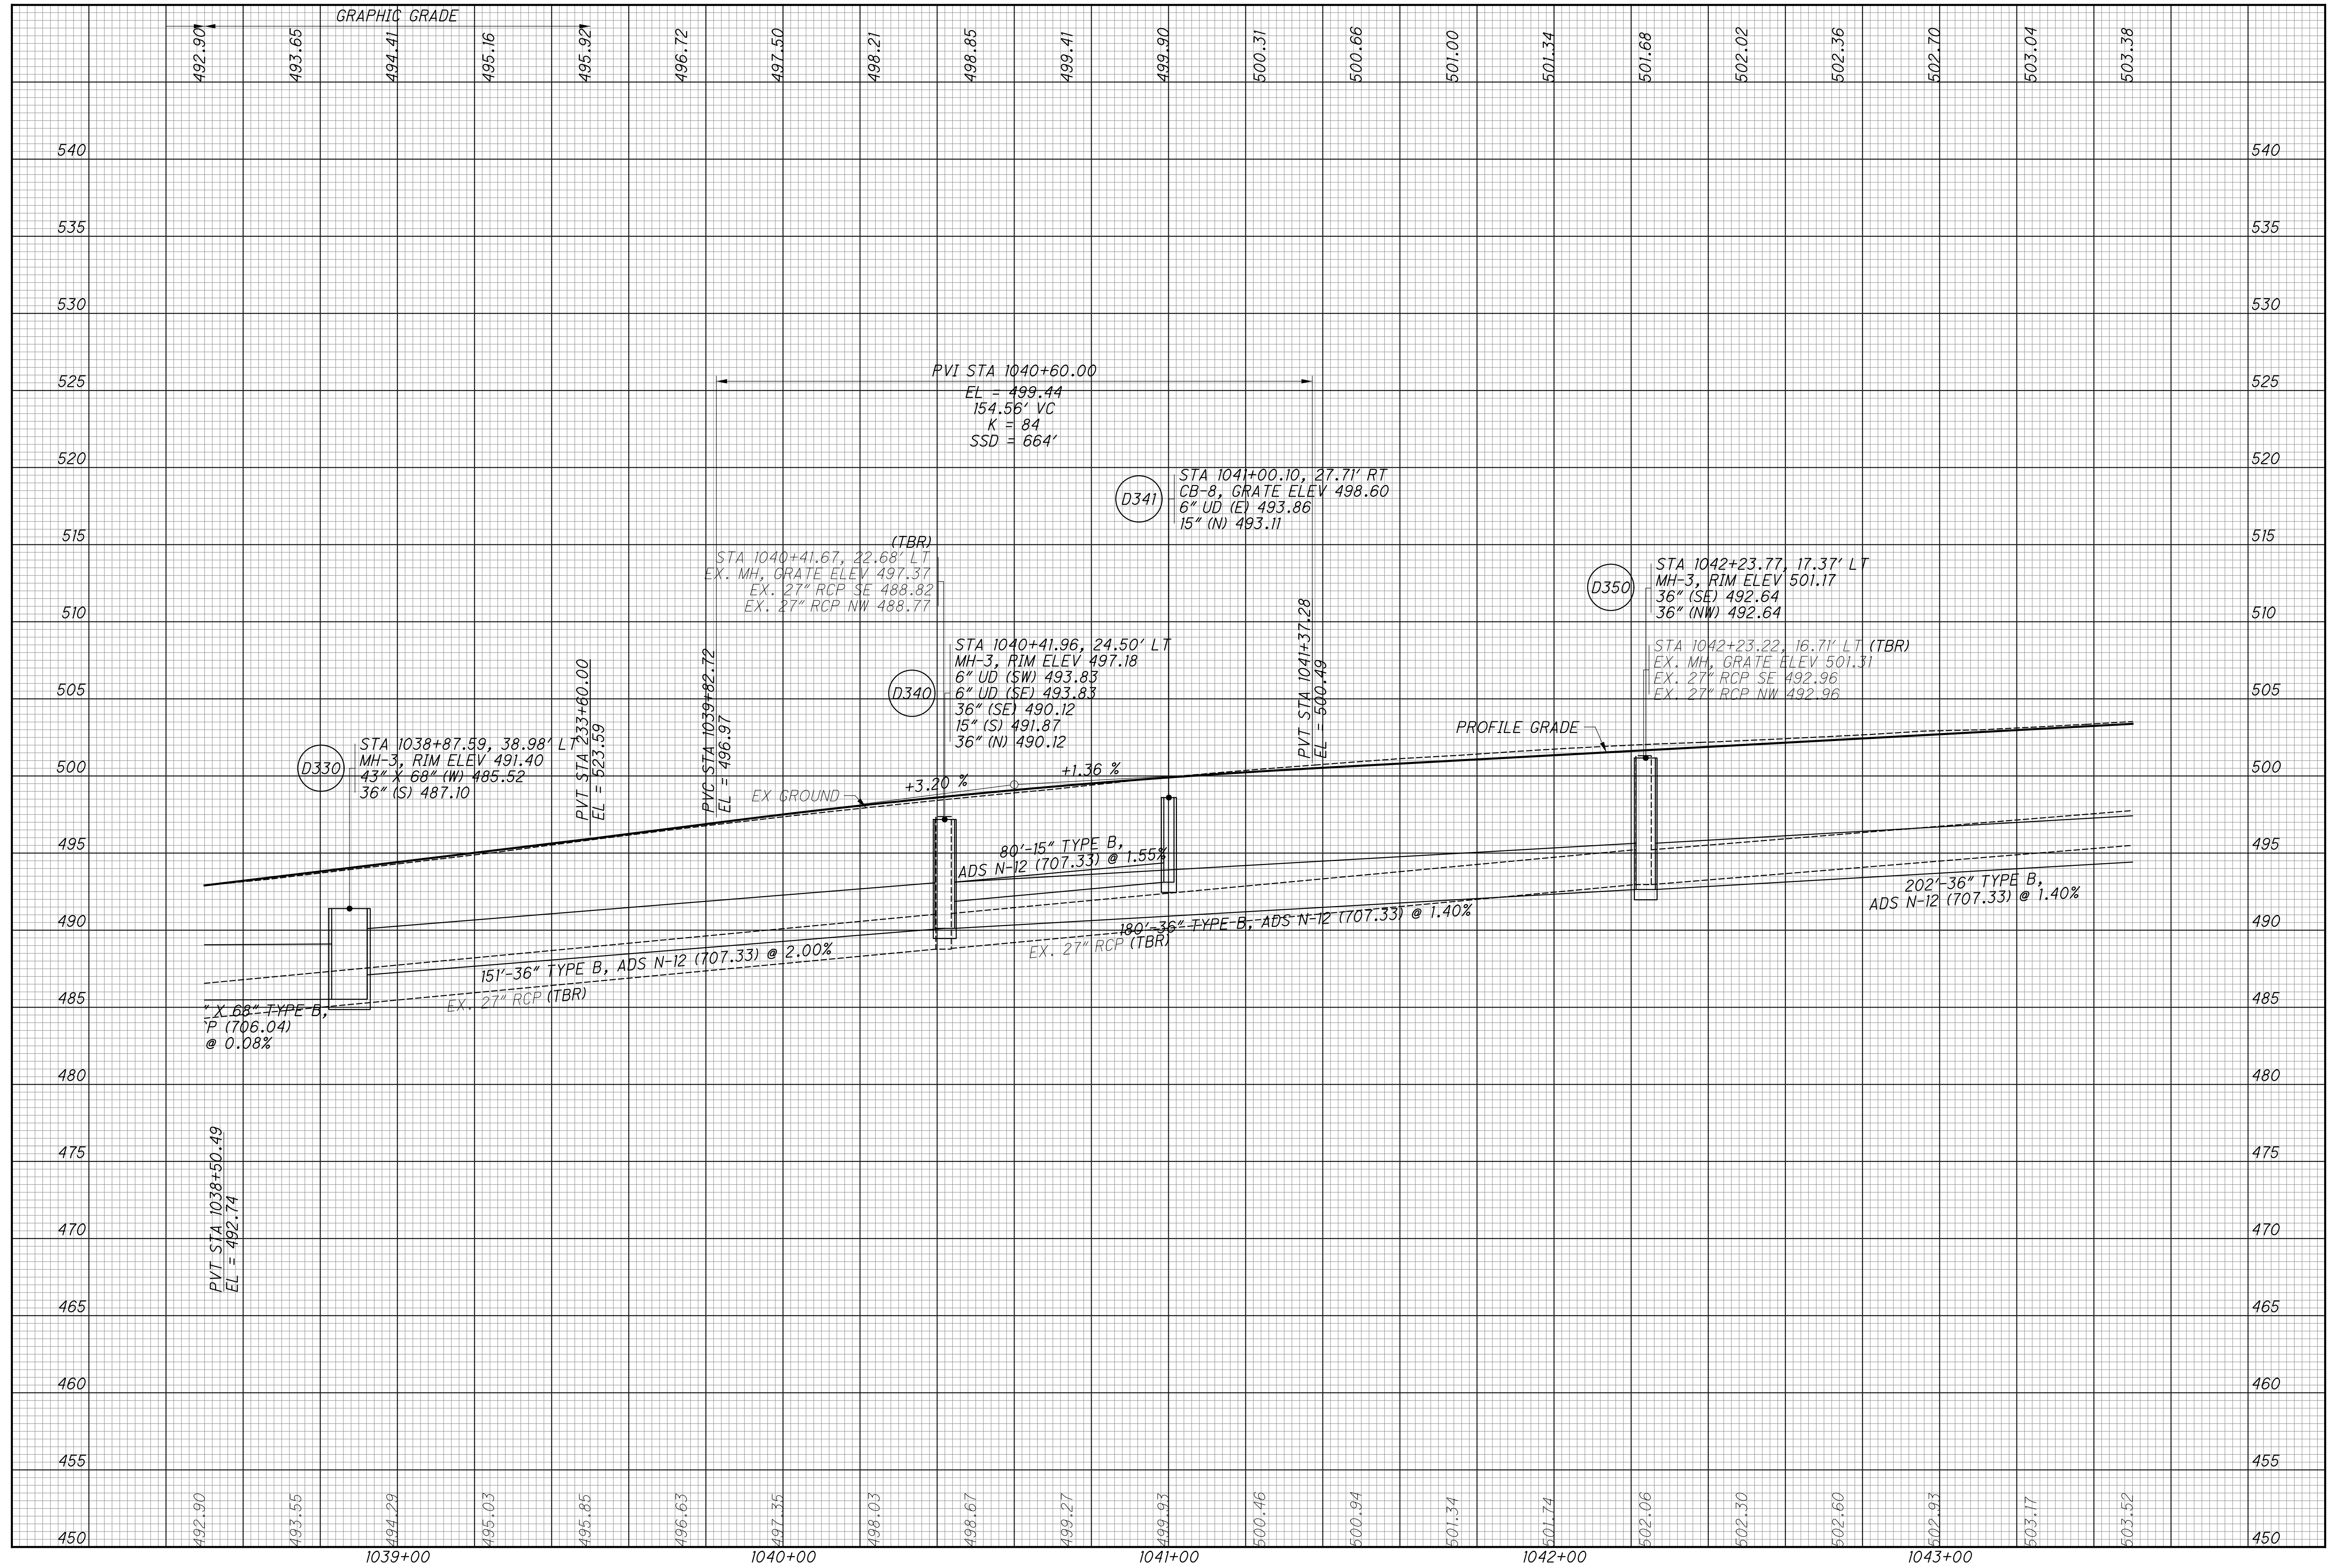 GRAPHIC GRADE
492.90 493.65 494.41 495.16 495.92 496.72 497.50 498.21 498.85 499.41 499.90 500.31 500.66 501.00 501.34 501.68 502.02 502.36 502.70 503.04 503.38
540 540
535 535
530 530
525 525
520 520
515 515
510 510
505 505
500 500
495 495
490 490
485 485
480 480
475 475
470 470
465 465
460 460
455 455
450 450
PVI STA 1040+60.00
EL = 499.44
154.56' VC
K = 84
SSD = 664'
D341
STA 1041+00.10, 27.71' RT
CB-8, GRATE ELEV 498.60
6" UD (E) 493.86
15" (N) 493.11
(TBR)
STA 1040+41.67, 22.68' LT
EX. MH, GRATE ELEV 497.37
EX. 27" RCP SE 488.82
EX. 27" RCP NW 488.77
D350
STA 1042+23.77, 17.37' LT
MH-3, RIM ELEV 501.17
36" (SE) 492.64
36" (NW) 492.64
STA 1042+23.22, 16.71' LT (TBR)
EX. MH, GRATE ELEV 501.31
EX. 27" RCP SE 492.96
EX. 27" RCP NW 492.96
D340
STA 1040+41.96, 24.50' LT
MH-3, RIM ELEV 497.18
6" UD (SW) 493.83
6" UD (SE) 493.83
36" (SE) 490.12
15" (S) 491.87
36" (N) 490.12
D330
STA 1038+87.59, 38.98' LT
MH-3, RIM ELEV 491.40
43" X 68" (W) 485.52
36" (S) 487.10
PVT STA 233+60.00
EL = 523.59
PVC STA 1039+82.72
EL = 496.97
PVT STA 1041+37.28
EL = 500.49
PROFILE GRADE
EX GROUND
+3.20 %
+1.36 %
80'-15" TYPE B,
ADS N-12 (707.33) @ 1.55%
180'-36" TYPE B, ADS N-12 (707.33) @ 1.40%
EX. 27" RCP (TBR)
202'-36" TYPE B,
ADS N-12 (707.33) @ 1.40%
151'-36" TYPE B, ADS N-12 (707.33) @ 2.00%
EX. 27" RCP (TBR)
" X 68" TYPE B,
P (706.04)
@ 0.08%
PVT STA 1038+50.49
EL = 492.74
492.90 493.55 494.29 495.03 495.85 496.63 497.35 498.03 498.67 499.27 499.93 500.46 500.94 501.34 501.74 502.06 502.30 502.60 502.93 503.17 503.52
1039+00 1040+00 1041+00 1042+00 1043+00